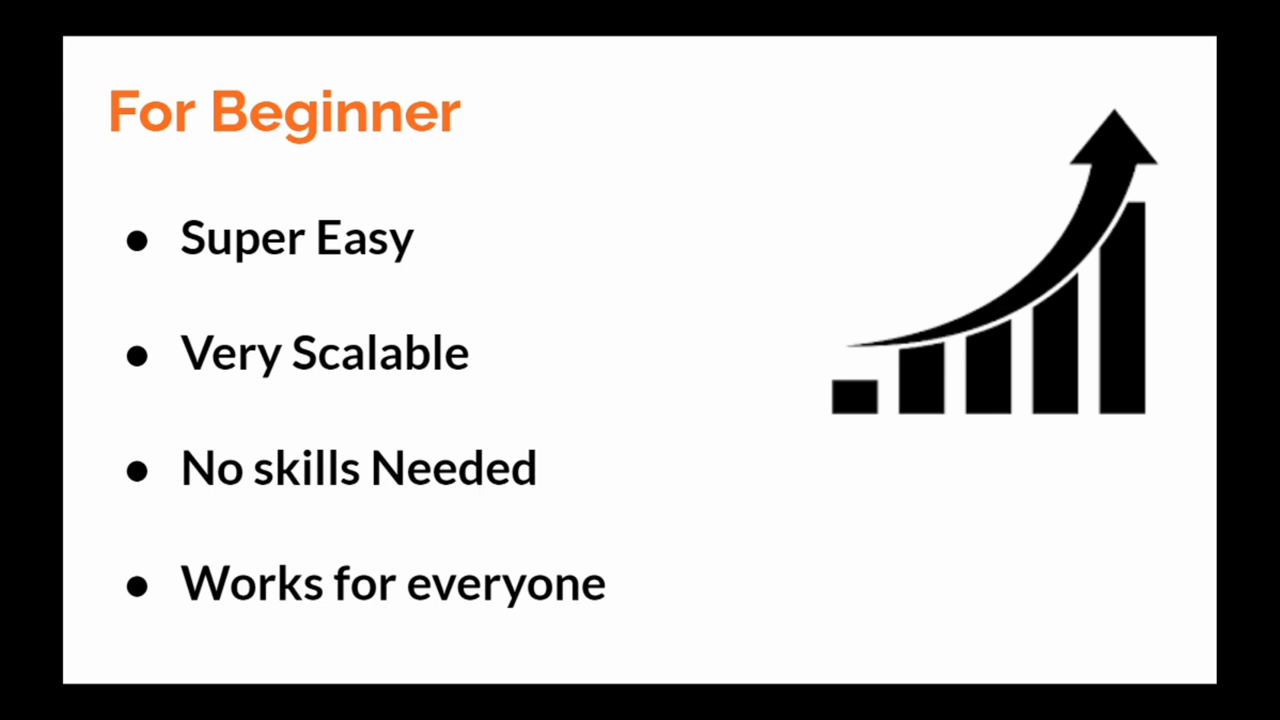 For Beginner
● Super Easy
● Very Scalable
● No skills Needed
● Works for everyone